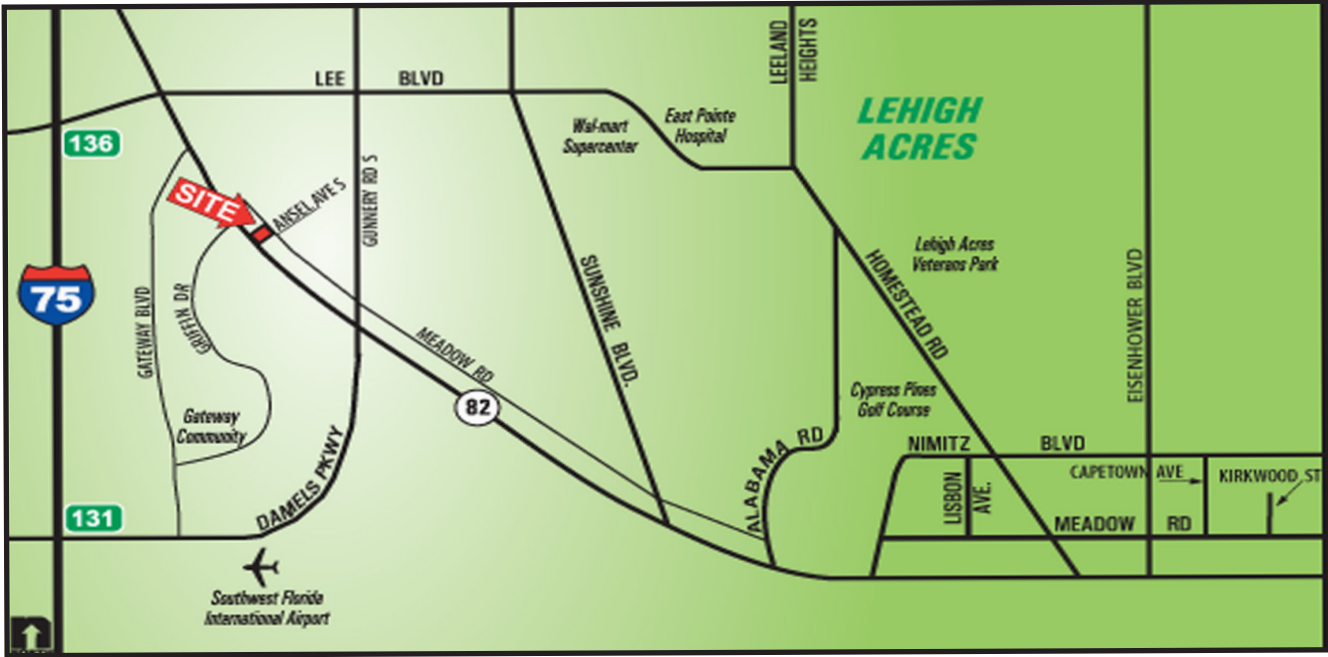 LEELAND
HEIGHTS
LEE BLVD
136
Wal-mart
Supercenter
East Pointe
Hospital
LEHIGH
ACRES
SITE
ANSEL AVE S
GUNNERY RD S
75
GATEWAY BLVD
GRIFFIN DR
SUNSHINE BLVD.
HOMESTEAD RD
Lehigh Acres
Veterans Park
EISENHOWER BLVD
MEADOW RD
82
Cypress Pines
Golf Course
Gateway
Community
DAMELS PKWY
ALABAMA RD
NIMITZ BLVD
CAPETOWN AVE
KIRKWOOD ST
LISBON
AVE.
131
MEADOW RD
Southwest Florida
International Airport